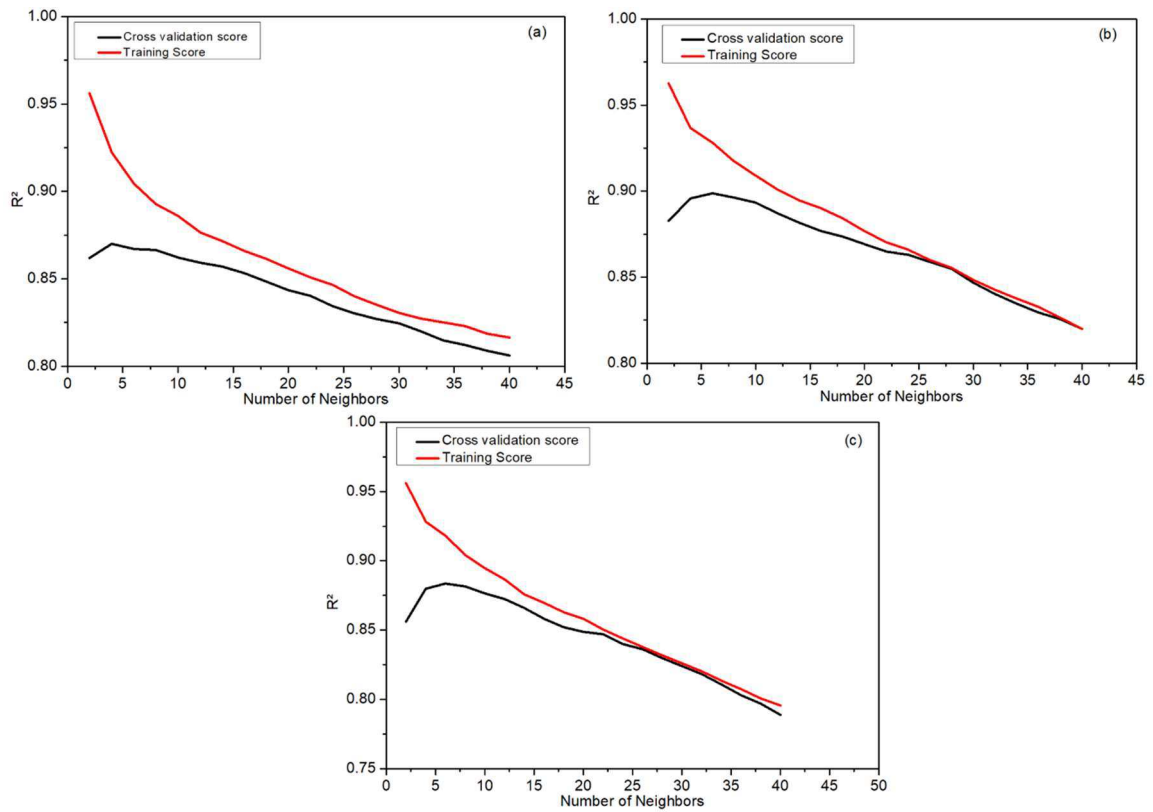 Cross validation score
Training Score
(a)
1.00
0.95
0.90
0.85
0.80
R²
0 5 10 15 20 25 30 35 40 45
Number of Neighbors
Cross validation score
Training Score
(b)
1.00
0.95
0.90
0.85
0.80
R²
0 5 10 15 20 25 30 35 40 45
Number of Neighbors
Cross validation score
Training Score
(c)
1.00
0.95
0.90
0.85
0.80
0.75
R²
0 5 10 15 20 25 30 35 40 45 50
Number of Neighbors